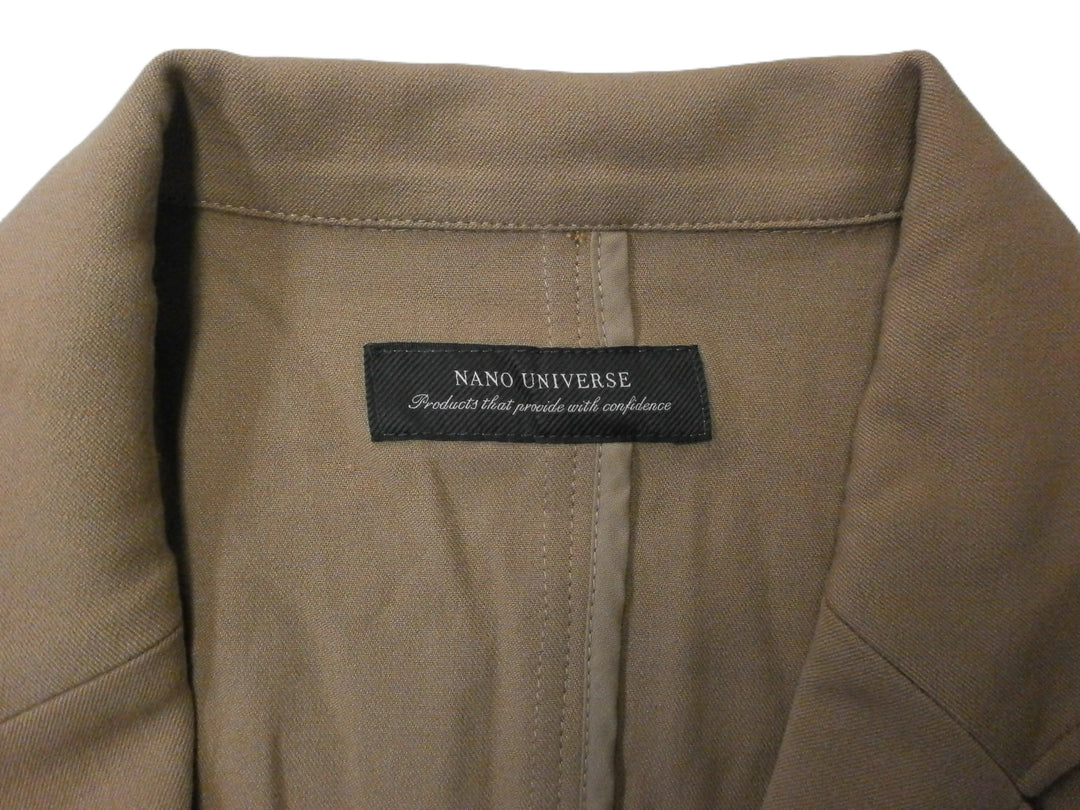 NANO UNIVERSE
Products that provide with confidence